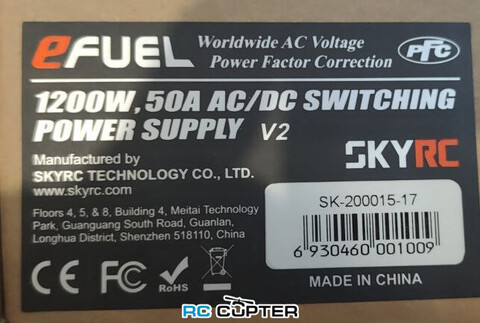 eFUEL
Worldwide AC Voltage
Power Factor Correction
PFC
1200W, 50A AC/DC SWITCHING
POWER SUPPLY V2
Manufactured by
SKYRC TECHNOLOGY CO., LTD.
www.skyrc.com
SKYRC
Floors 4, 5, & 8, Building 4, Meitai Technology
Park, Guanguang South Road, Guanlan,
Longhua District, Shenzhen 518110, China
SK-200015-17
6 930460 001009
CE FC RoHS
MADE IN CHINA
RC COPTER